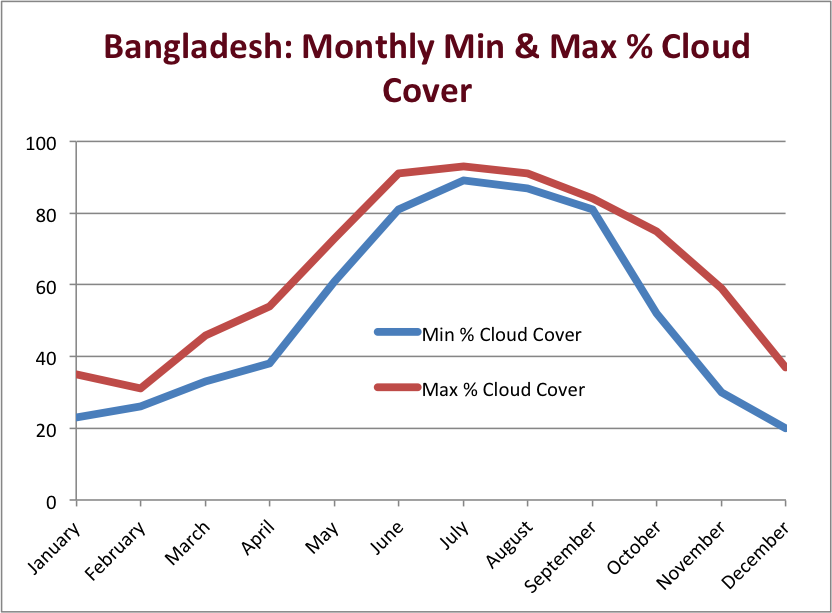 Bangladesh: Monthly Min & Max % Cloud
Cover
100
80
60
40
20
0
Min % Cloud Cover
Max % Cloud Cover
January
February
March
April
May
June
July
August
September
October
November
December